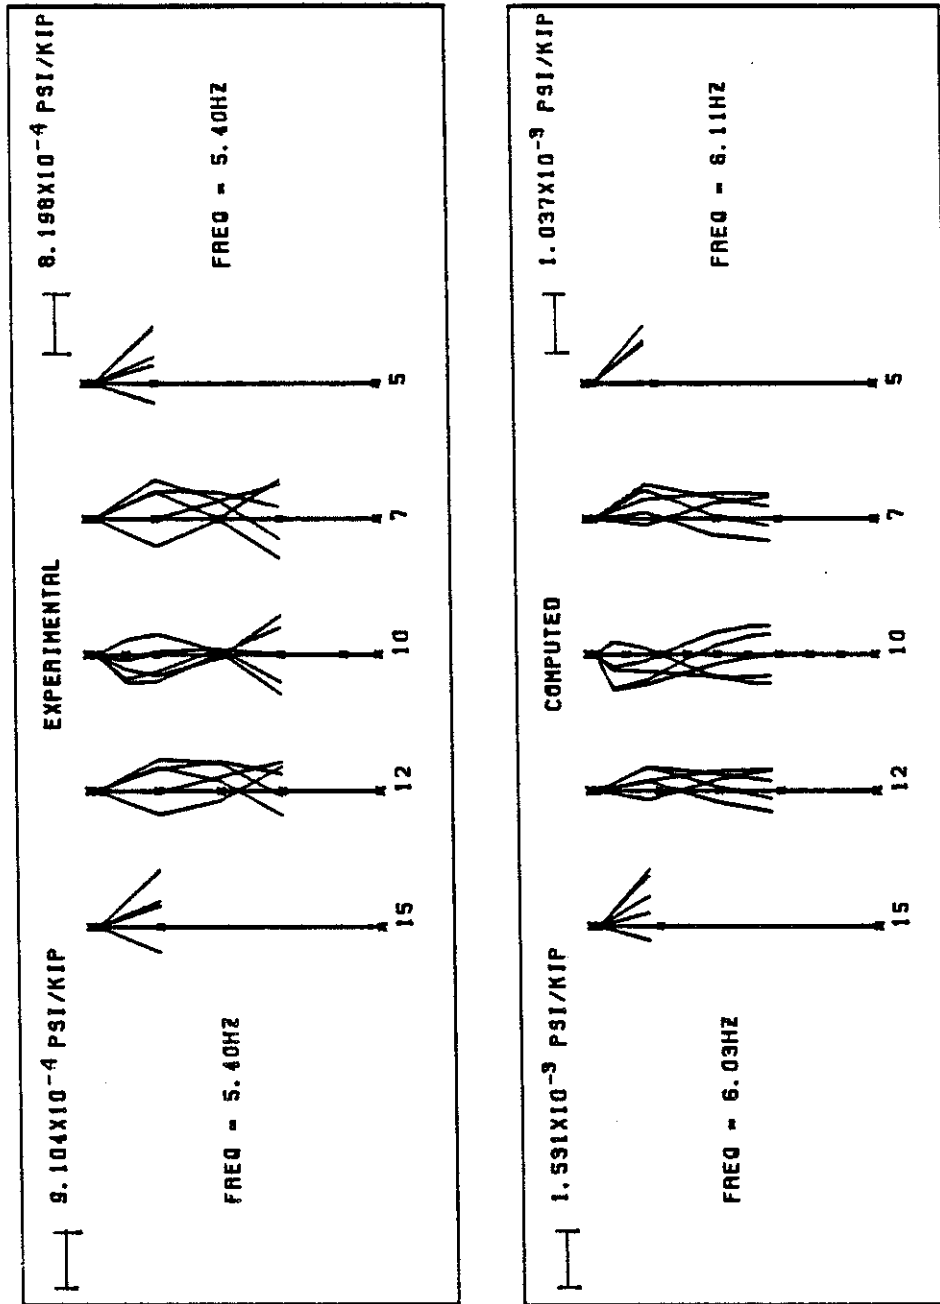 9.104X10⁻⁴ PSI/KIP
EXPERIMENTAL
8.198X10⁻⁴ PSI/KIP
FREQ = 5.40HZ
FREQ = 5.40HZ
15 12 10 7 5
1.531X10⁻³ PSI/KIP
COMPUTED
1.037X10⁻³ PSI/KIP
FREQ = 6.03HZ
FREQ = 6.11HZ
15 12 10 7 5